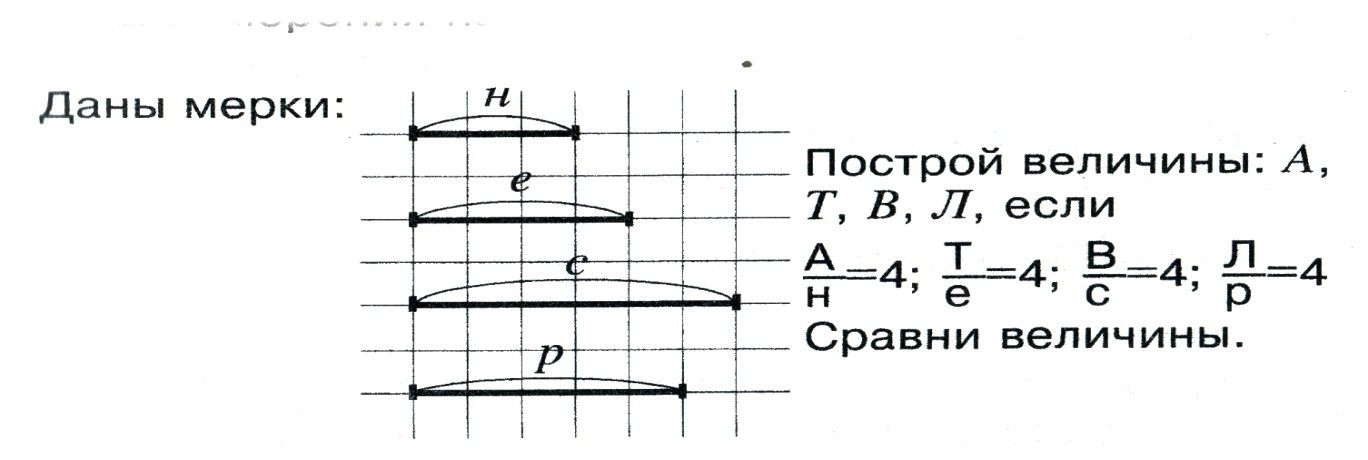 Даны мерки:
н
е
с
р
Построй величины: А,
Т, В, Л, если
А/н=4; Т/е=4; В/с=4; Л/р=4
Сравни величины.